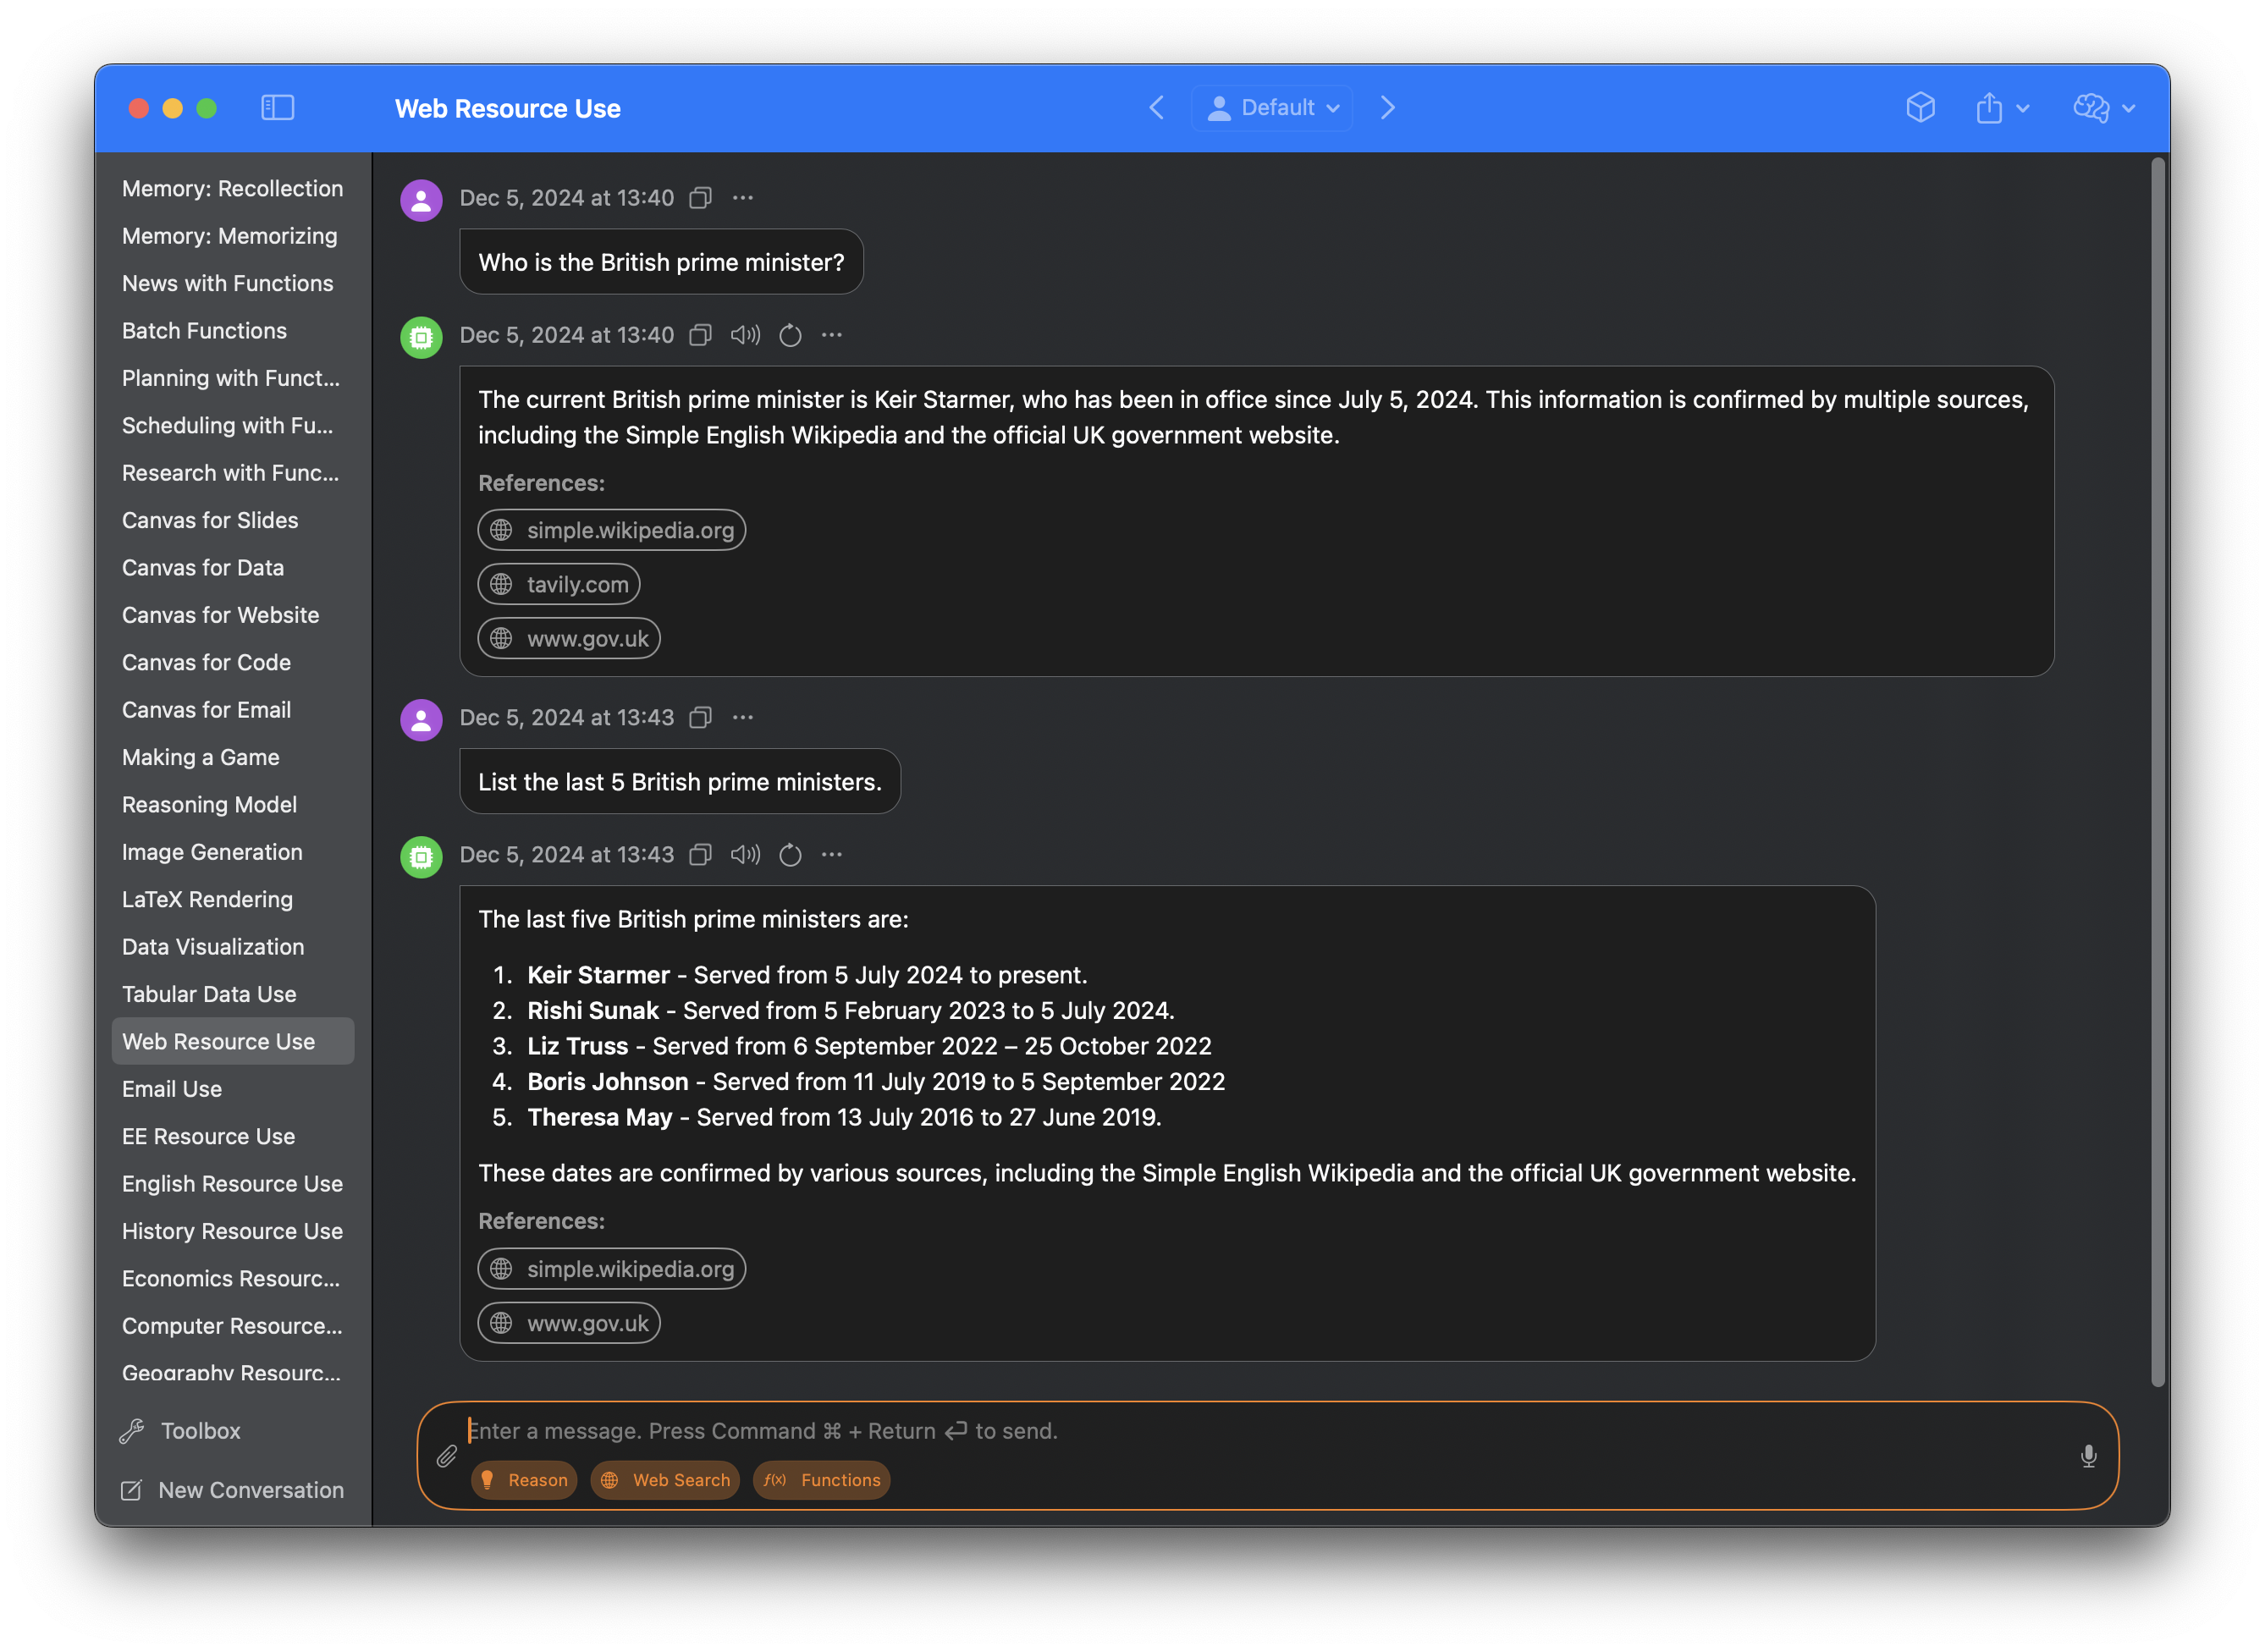 Web Resource Use
Default
Memory: Recollection
Memory: Memorizing
News with Functions
Batch Functions
Planning with Funct...
Scheduling with Fu...
Research with Func...
Canvas for Slides
Canvas for Data
Canvas for Website
Canvas for Code
Canvas for Email
Making a Game
Reasoning Model
Image Generation
LaTeX Rendering
Data Visualization
Tabular Data Use
Web Resource Use
Email Use
EE Resource Use
English Resource Use
History Resource Use
Economics Resourc...
Computer Resource...
Geography Resourc...
Toolbox
New Conversation
Dec 5, 2024 at 13:40
Who is the British prime minister?
Dec 5, 2024 at 13:40
The current British prime minister is Keir Starmer, who has been in office since July 5, 2024. This information is confirmed by multiple sources,
including the Simple English Wikipedia and the official UK government website.
References:
simple.wikipedia.org
tavily.com
www.gov.uk
Dec 5, 2024 at 13:43
List the last 5 British prime ministers.
Dec 5, 2024 at 13:43
The last five British prime ministers are:
1. Keir Starmer - Served from 5 July 2024 to present.
2. Rishi Sunak - Served from 5 February 2023 to 5 July 2024.
3. Liz Truss - Served from 6 September 2022 – 25 October 2022
4. Boris Johnson - Served from 11 July 2019 to 5 September 2022
5. Theresa May - Served from 13 July 2016 to 27 June 2019.
These dates are confirmed by various sources, including the Simple English Wikipedia and the official UK government website.
References:
simple.wikipedia.org
www.gov.uk
Enter a message. Press Command ⌘ + Return ↩ to send.
Reason
Web Search
f(x) Functions